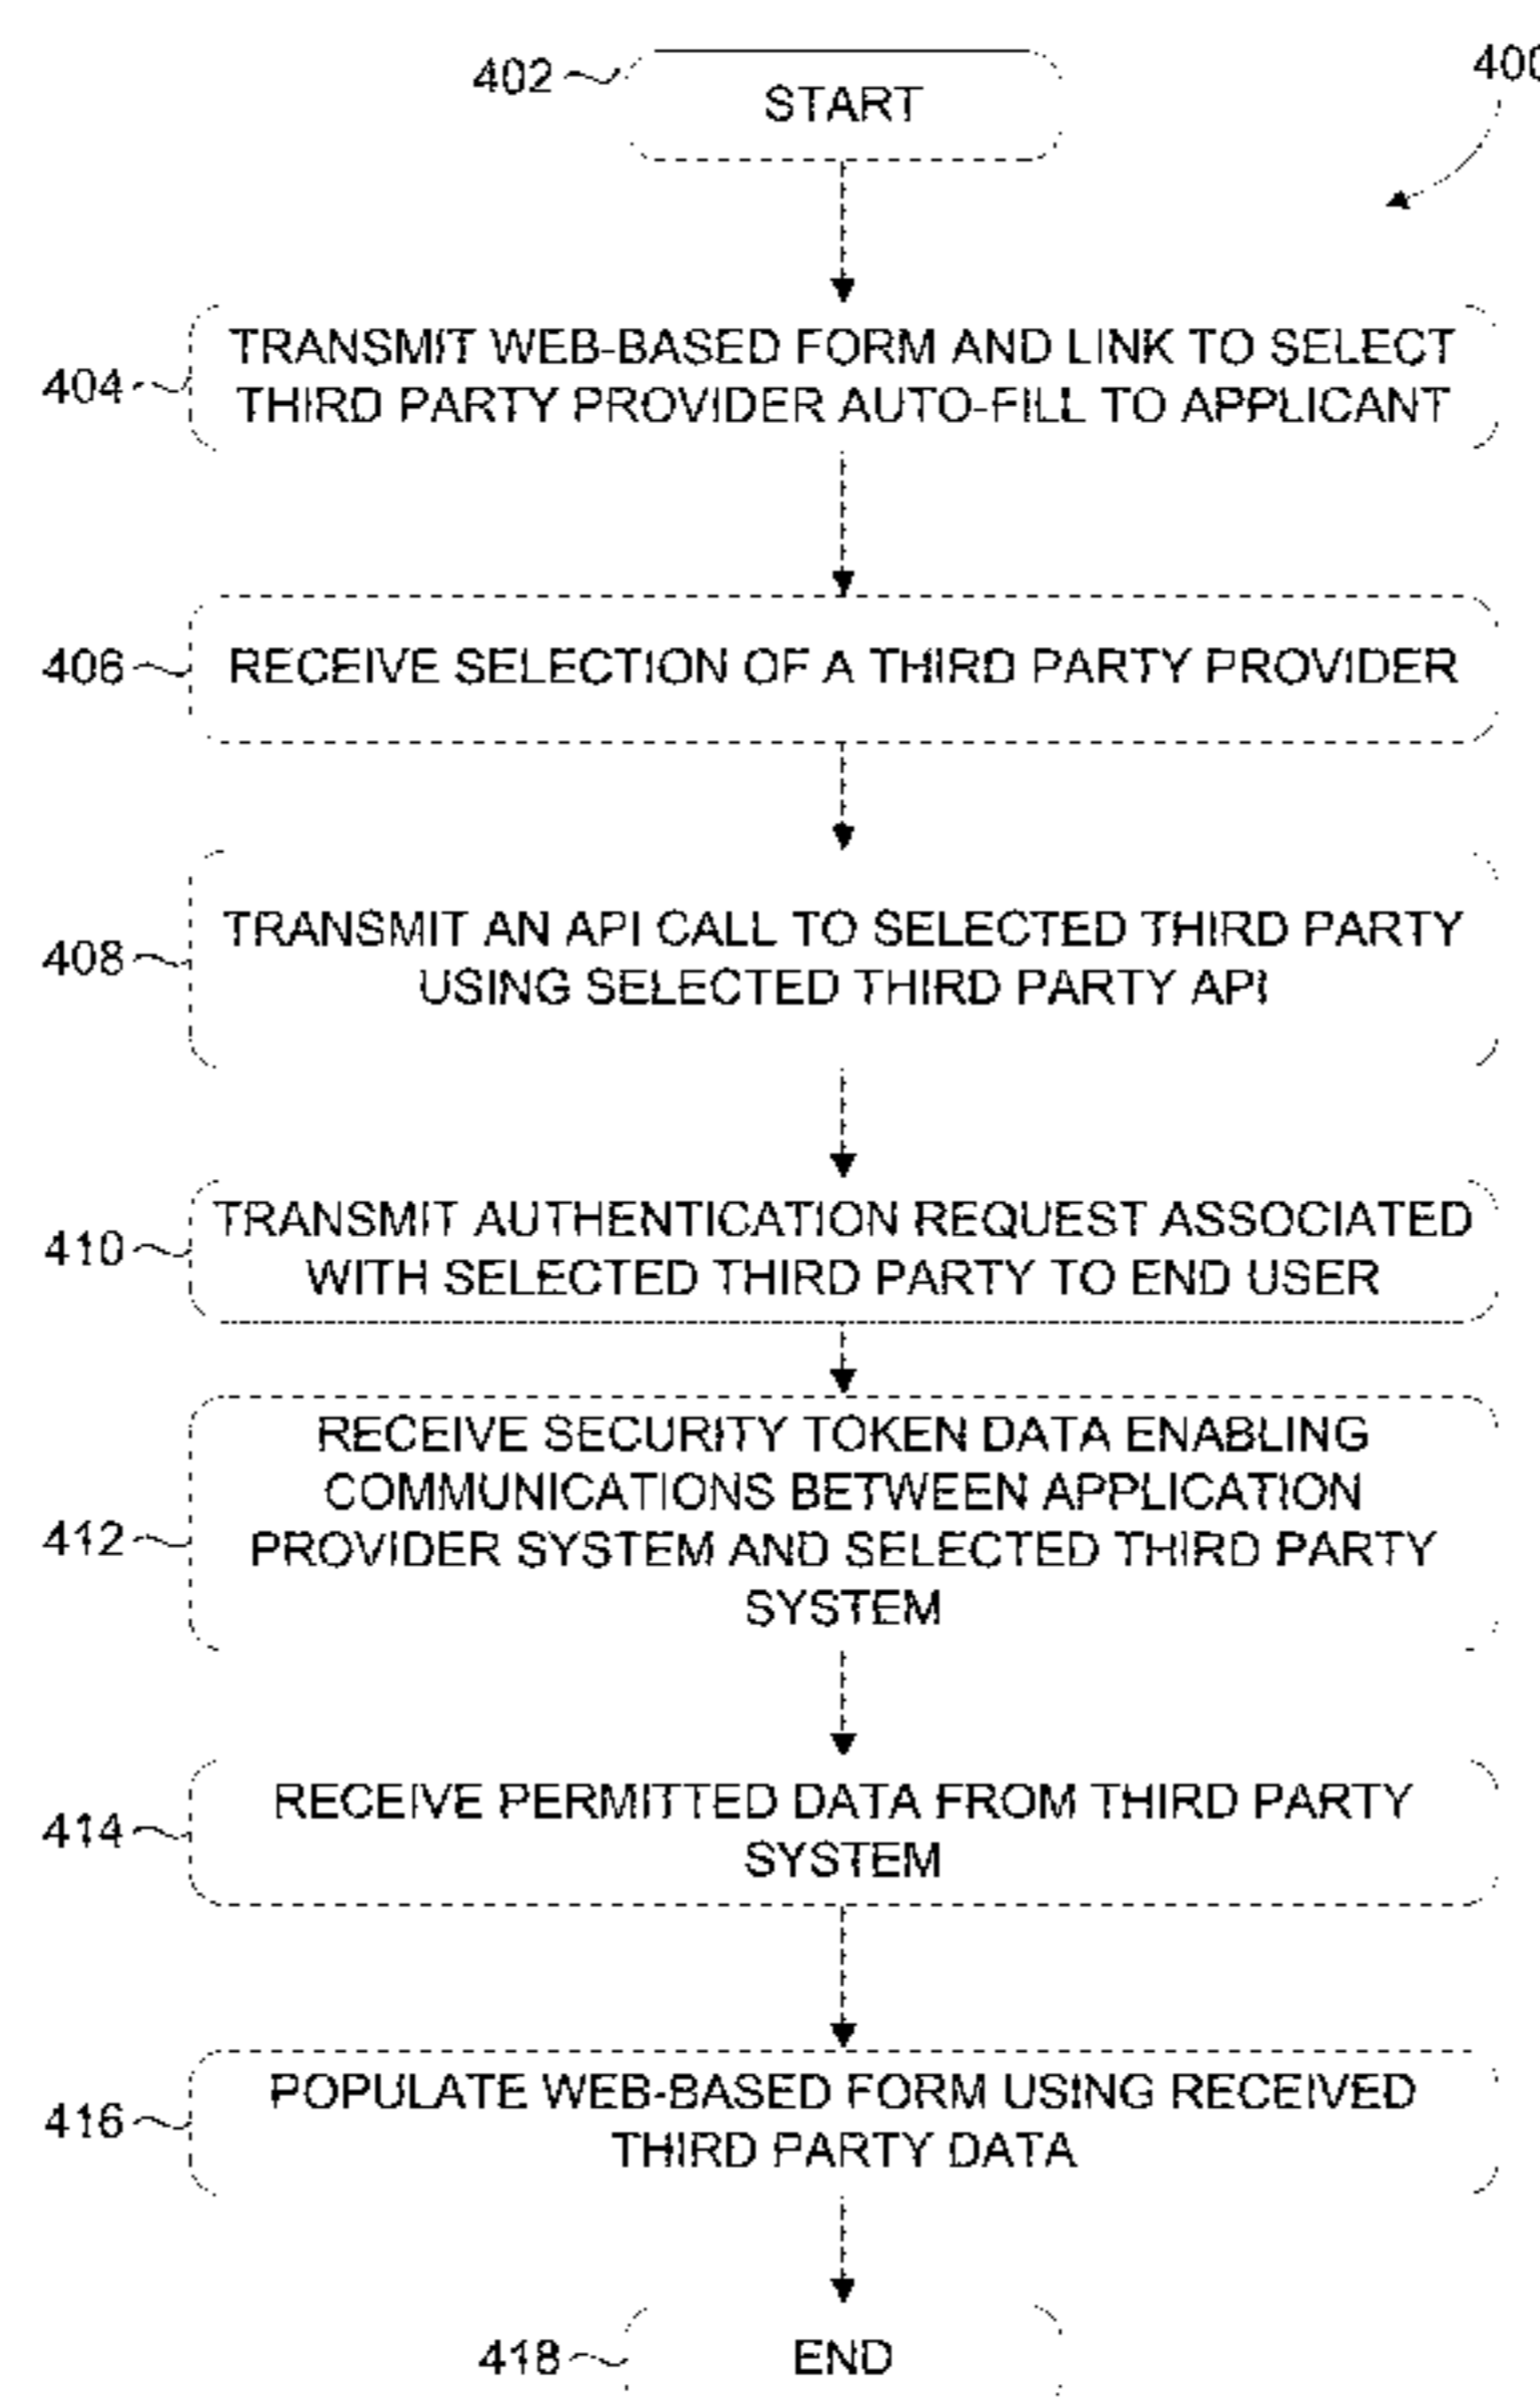 402
START
400
404
TRANSMIT WEB-BASED FORM AND LINK TO SELECT
THIRD PARTY PROVIDER AUTO-FILL TO APPLICANT
406
RECEIVE SELECTION OF A THIRD PARTY PROVIDER
408
TRANSMIT AN API CALL TO SELECTED THIRD PARTY
USING SELECTED THIRD PARTY API
410
TRANSMIT AUTHENTICATION REQUEST ASSOCIATED
WITH SELECTED THIRD PARTY TO END USER
412
RECEIVE SECURITY TOKEN DATA ENABLING
COMMUNICATIONS BETWEEN APPLICATION
PROVIDER SYSTEM AND SELECTED THIRD PARTY
SYSTEM
414
RECEIVE PERMITTED DATA FROM THIRD PARTY
SYSTEM
416
POPULATE WEB-BASED FORM USING RECEIVED
THIRD PARTY DATA
418
END